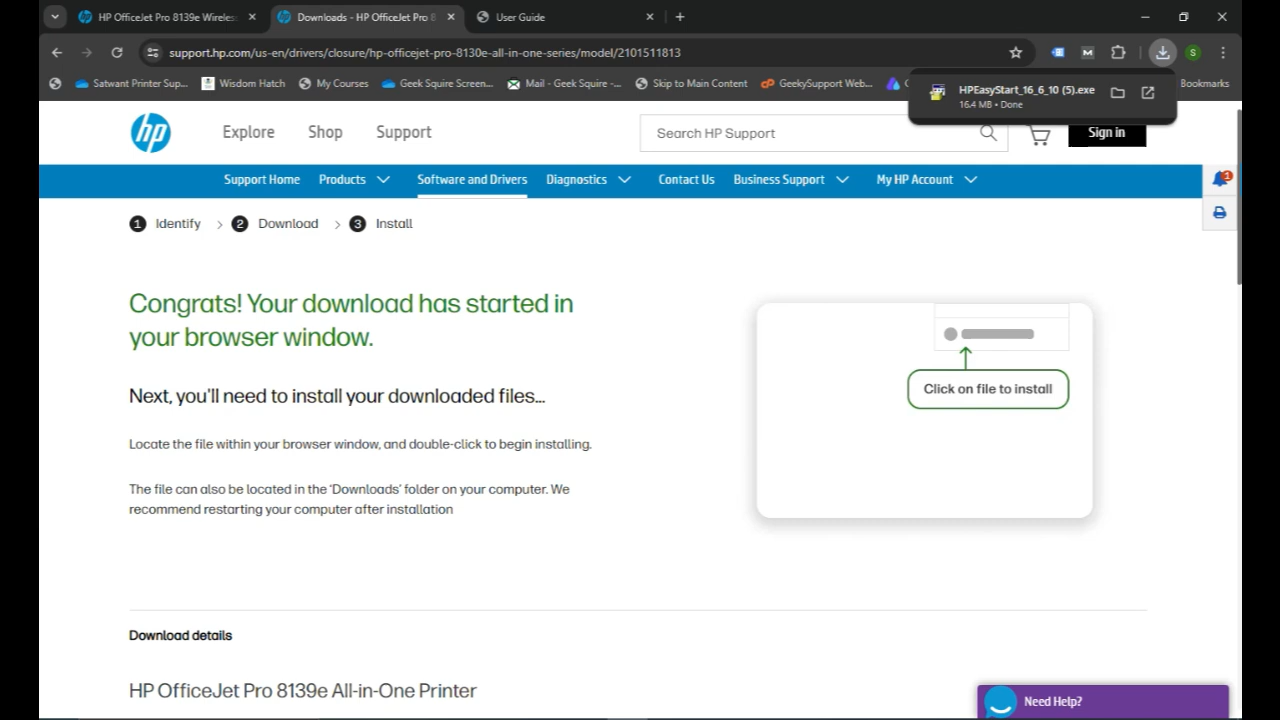 HP OfficeJet Pro 8139e Wireles
Downloads - HP OfficeJet Pro 8
User Guide
support.hp.com/us-en/drivers/closure/hp-officejet-pro-8130e-all-in-one-series/model/2101511813
S
Satwant Printer Sup...
Wisdom Hatch
My Courses
Geek Squire Screen...
Mail - Geek Squire -...
Skip to Main Content
GeekySupport Web...
Bookmarks
HPEasyStart_16_6_10 (5).exe
16.4 MB • Done
hp
Explore
Shop
Support
Search HP Support
Sign in
Support Home
Products
Software and Drivers
Diagnostics
Contact Us
Business Support
My HP Account
1
1 Identify > 2 Download > 3 Install
Congrats! Your download has started in
your browser window.
Next, you'll need to install your downloaded files...
Click on file to install
Locate the file within your browser window, and double-click to begin installing.
The file can also be located in the 'Downloads' folder on your computer. We
recommend restarting your computer after installation
Download details
HP OfficeJet Pro 8139e All-in-One Printer
Need Help?